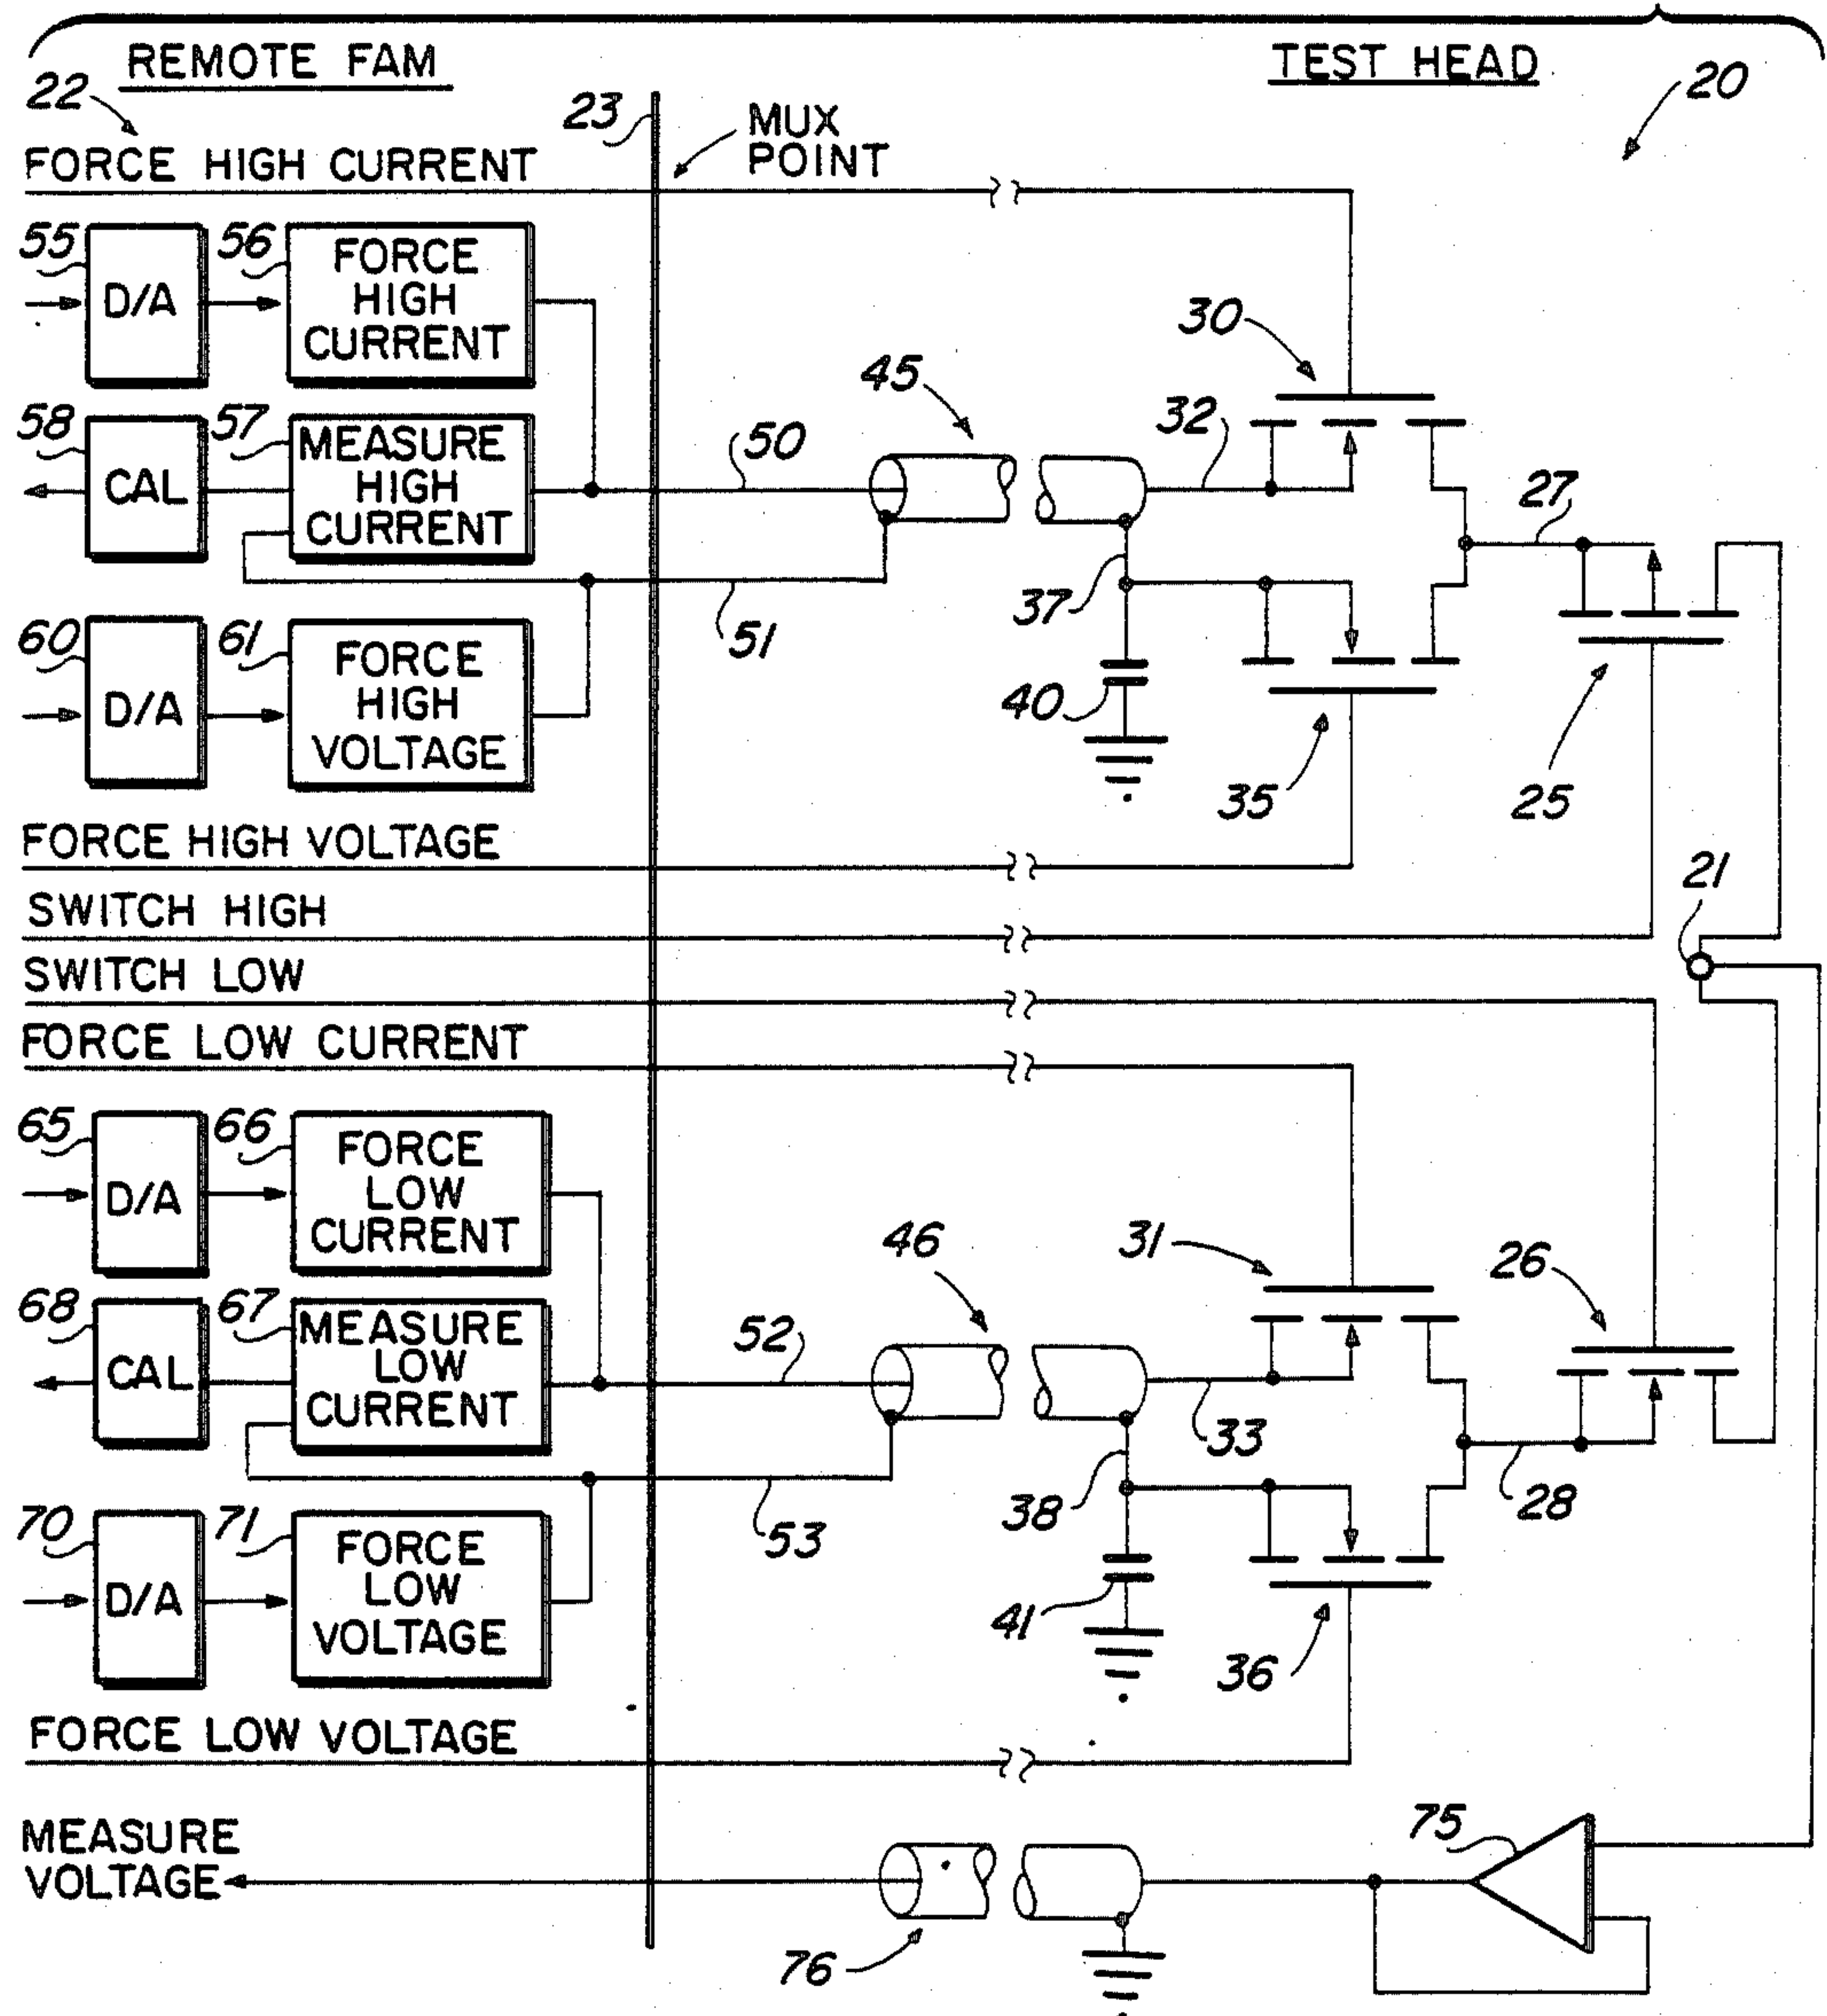 REMOTE FAM
TEST HEAD
22
23
MUX
POINT
20
FORCE HIGH CURRENT
55
D/A
56
FORCE
HIGH
CURRENT
30
45
58
CAL
57
MEASURE
HIGH
CURRENT
50
32
27
37
51
60
D/A
61
FORCE
HIGH
VOLTAGE
40
35
25
FORCE HIGH VOLTAGE
21
SWITCH HIGH
SWITCH LOW
FORCE LOW CURRENT
65
D/A
66
FORCE
LOW
CURRENT
46
31
26
68
CAL
67
MEASURE
LOW
CURRENT
52
33
28
38
53
70
D/A
71
FORCE
LOW
VOLTAGE
41
36
FORCE LOW VOLTAGE
MEASURE
VOLTAGE
75
76